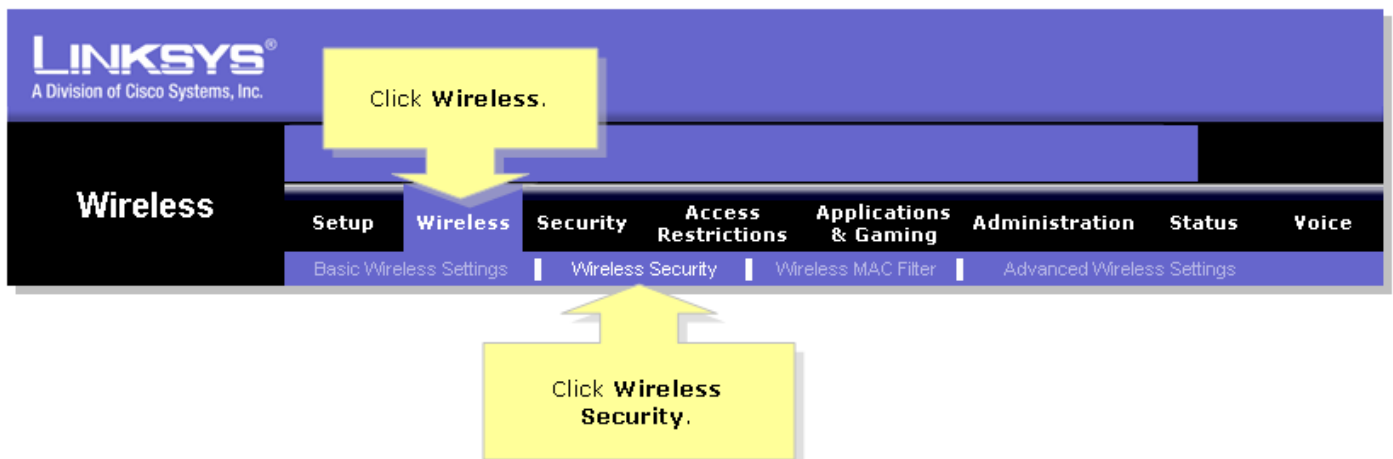 LINKSYS®
A Division of Cisco Systems, Inc.
Click Wireless.
Wireless
Setup Wireless Security Access Restrictions Applications & Gaming Administration Status Voice
Basic Wireless Settings Wireless Security Wireless MAC Filter Advanced Wireless Settings
Click Wireless
Security.